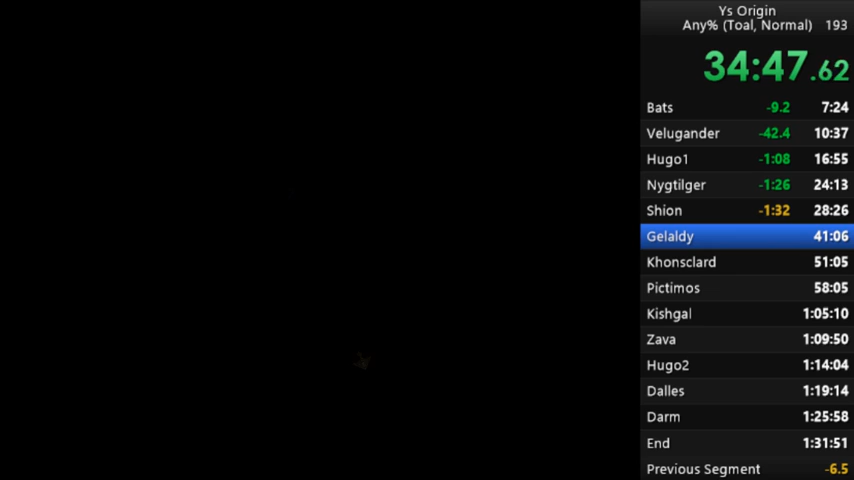 Ys Origin
Any% (Toal, Normal) 193
34:47.62
Bats -9.2 7:24
Velugander -42.4 10:37
Hugo1 -1:08 16:55
Nygtilger -1:26 24:13
Shion -1:32 28:26
Gelaldy 41:06
Khonsclard 51:05
Pictimos 58:05
Kishgal 1:05:10
Zava 1:09:50
Hugo2 1:14:04
Dalles 1:19:14
Darm 1:25:58
End 1:31:51
Previous Segment -6.5